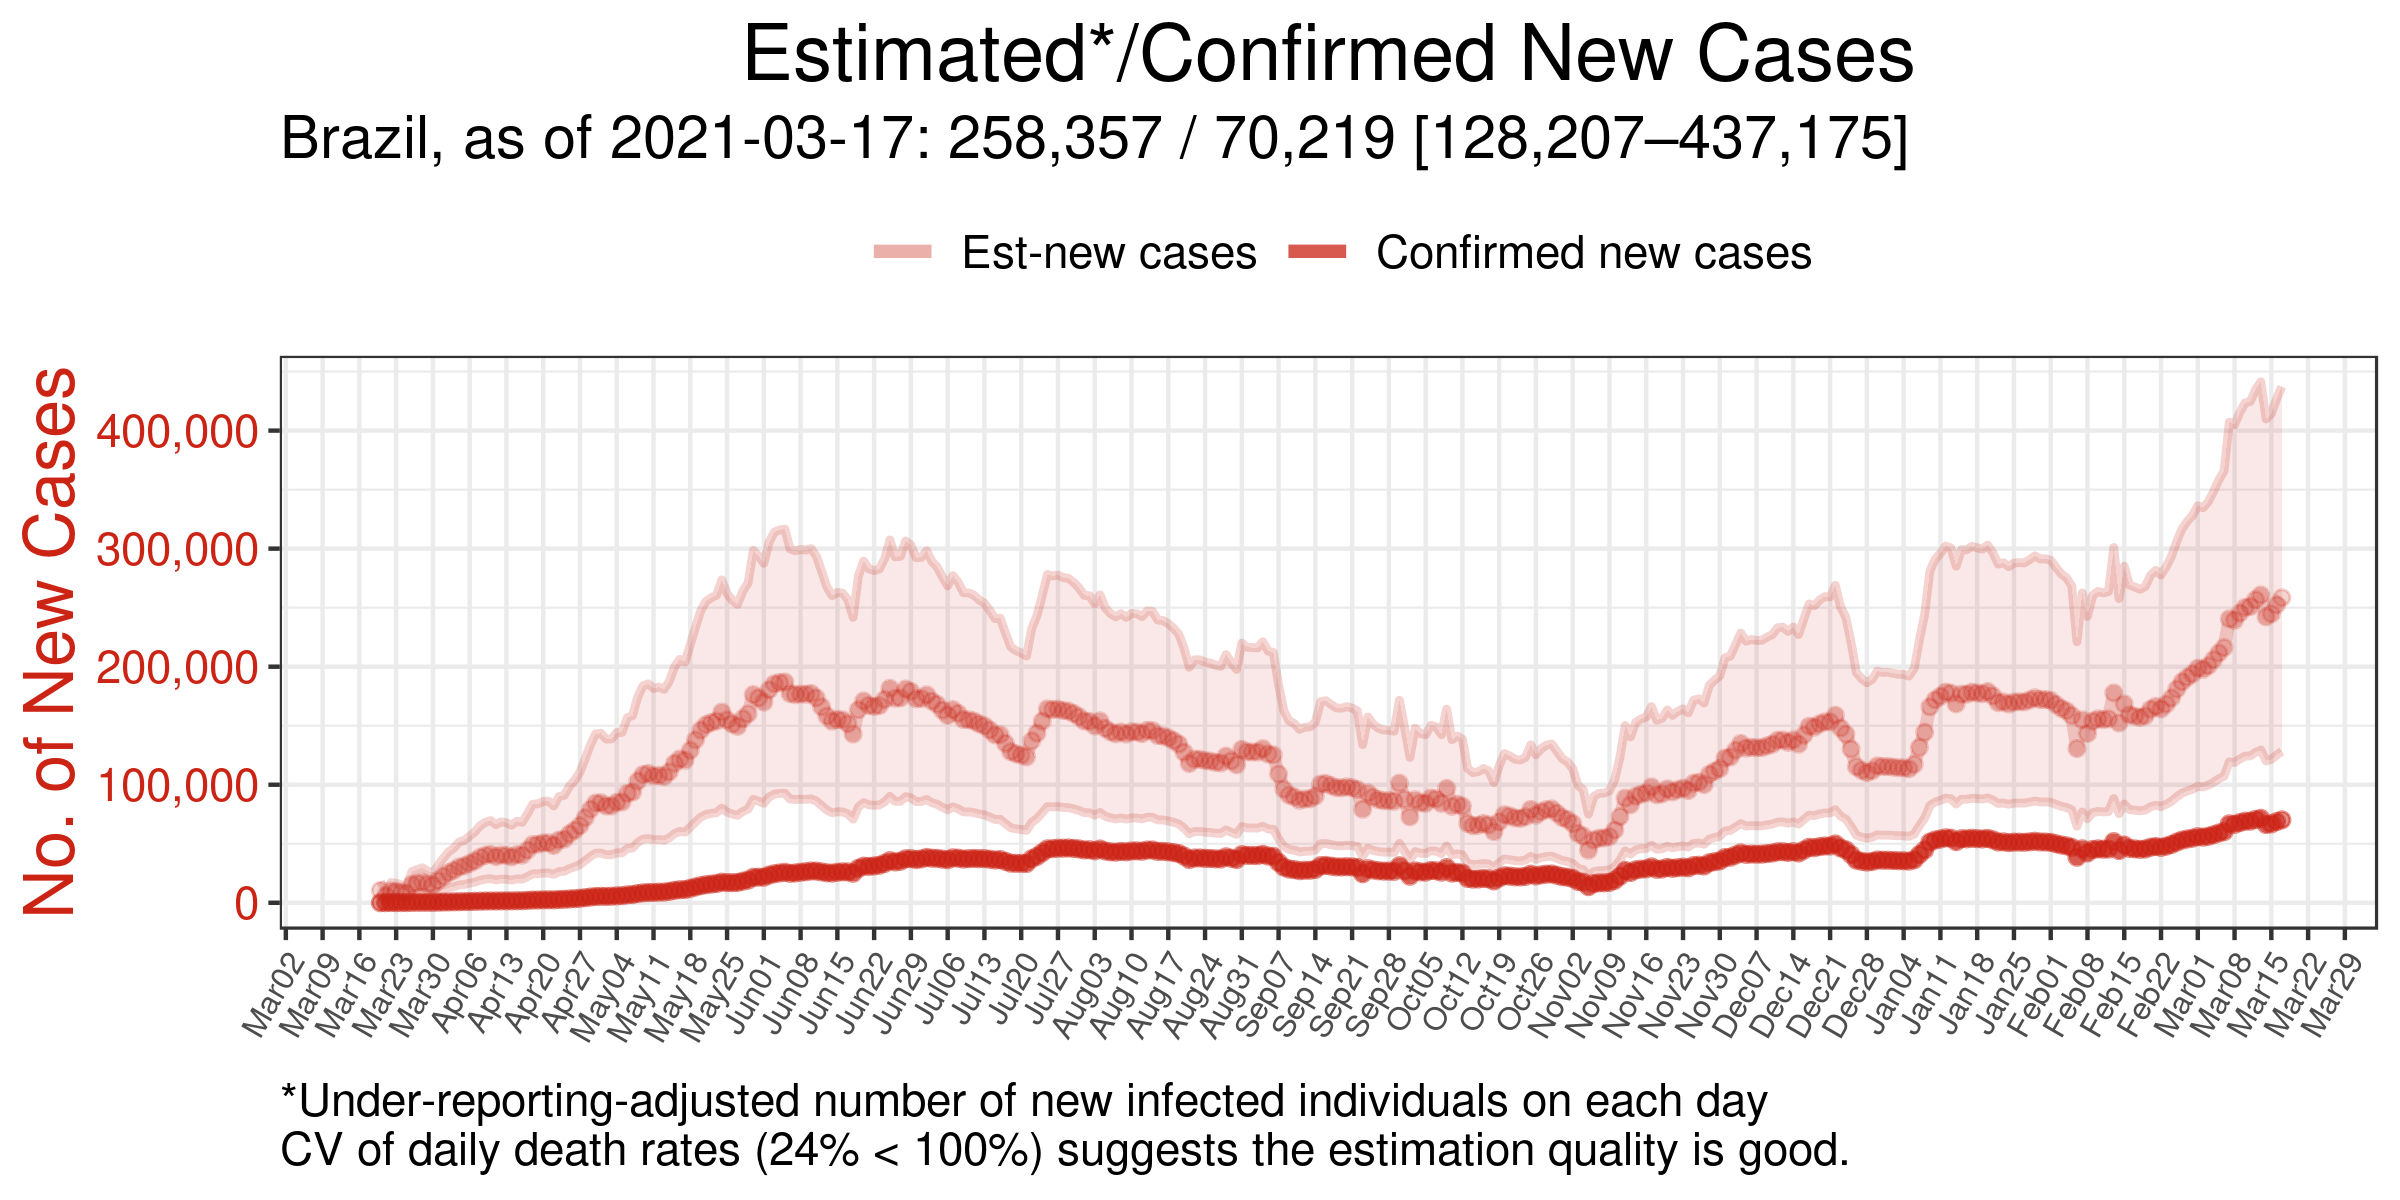 Estimated*/Confirmed New Cases
Brazil, as of 2021-03-17: 258,357 / 70,219 [128,207–437,175]
Est-new cases
Confirmed new cases
No. of New Cases
400,000
300,000
200,000
100,000
0
Mar02
Mar09
Mar16
Mar23
Mar30
Apr06
Apr13
Apr20
Apr27
May04
May11
May18
May25
Jun01
Jun08
Jun15
Jun22
Jun29
Jul06
Jul13
Jul20
Jul27
Aug03
Aug10
Aug17
Aug24
Aug31
Sep07
Sep14
Sep21
Sep28
Oct05
Oct12
Oct19
Oct26
Nov02
Nov09
Nov16
Nov23
Nov30
Dec07
Dec14
Dec21
Dec28
Jan04
Jan11
Jan18
Jan25
Feb01
Feb08
Feb15
Feb22
Mar01
Mar08
Mar15
Mar22
Mar29
*Under-reporting-adjusted number of new infected individuals on each day
CV of daily death rates (24% < 100%) suggests the estimation quality is good.